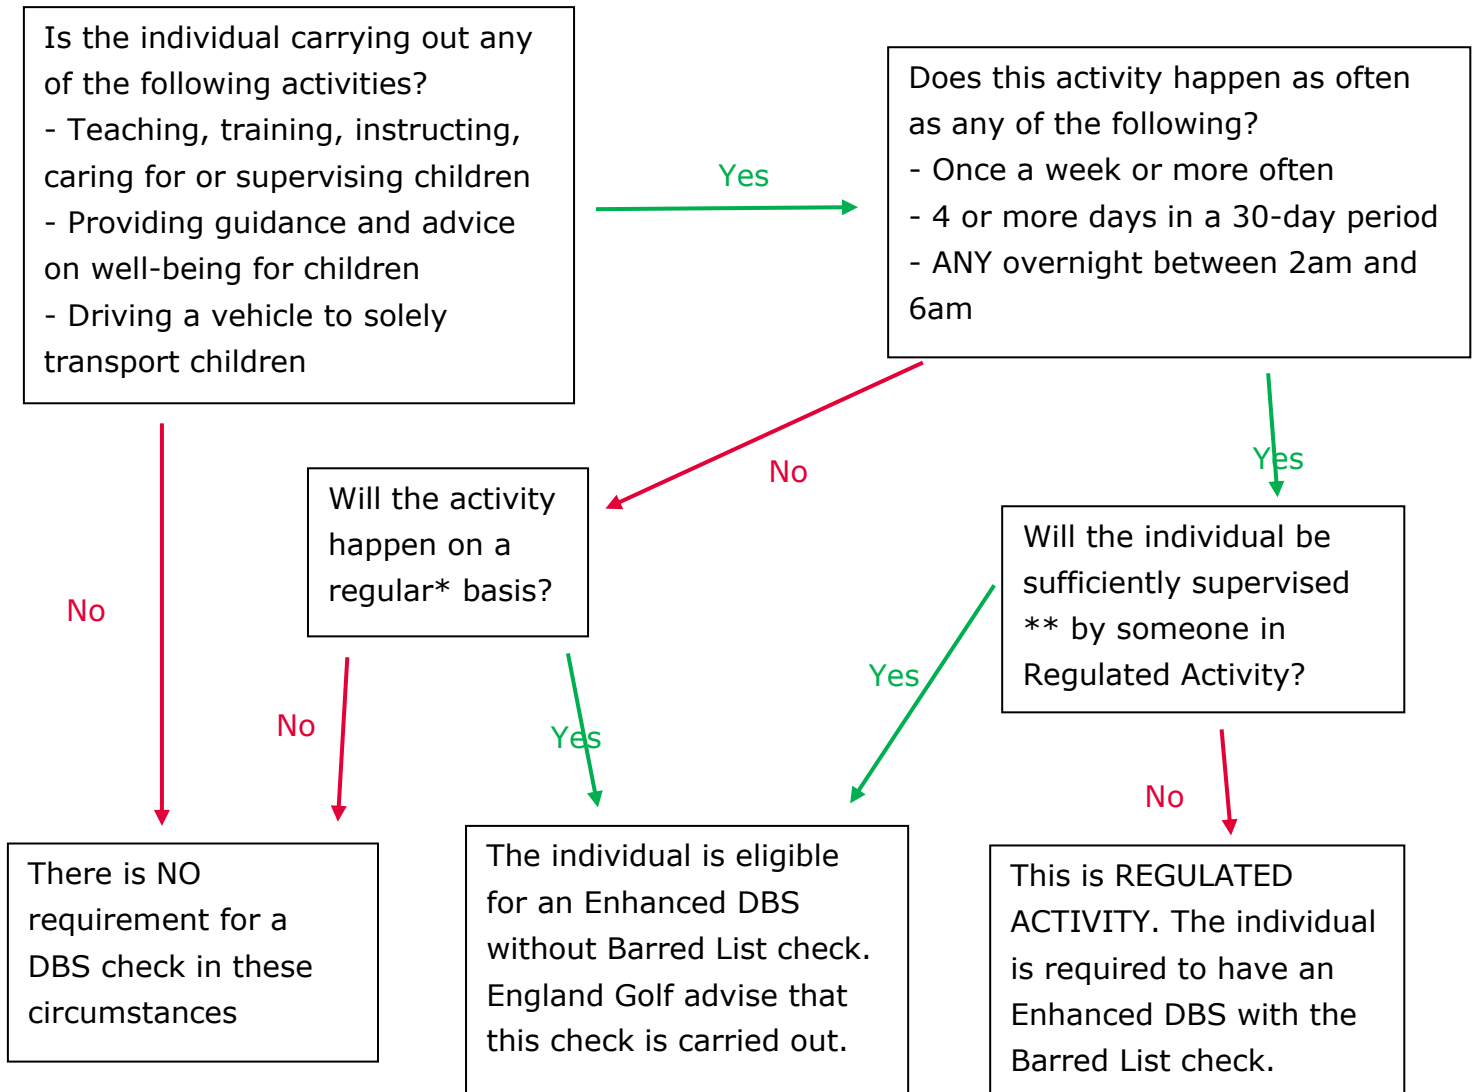 Is the individual carrying out any
of the following activities?
- Teaching, training, instructing,
caring for or supervising children
- Providing guidance and advice
on well-being for children
- Driving a vehicle to solely
transport children
Yes
Does this activity happen as often
as any of the following?
- Once a week or more often
- 4 or more days in a 30-day period
- ANY overnight between 2am and
6am
No
Yes
Will the activity
happen on a
regular* basis?
Will the individual be
sufficiently supervised
** by someone in
Regulated Activity?
No
No
Yes
Yes
No
There is NO
requirement for a
DBS check in these
circumstances
The individual is eligible
for an Enhanced DBS
without Barred List check.
England Golf advise that
this check is carried out.
This is REGULATED
ACTIVITY. The individual
is required to have an
Enhanced DBS with the
Barred List check.